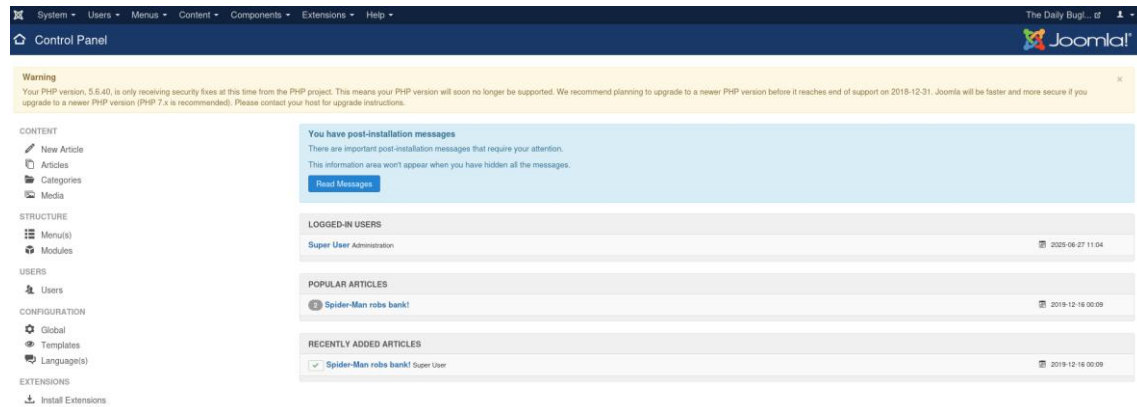 System Users Menus Content Components Extensions Help The Daily Bugl...
Control Panel Joomla!
Warning ×
Your PHP version, 5.6.40, is only receiving security fixes at this time from the PHP project. This means your PHP version will soon no longer be supported. We recommend planning to upgrade to a newer PHP version before it reaches end of support on 2018-12-31. Joomla will be faster and more secure if you
upgrade to a newer PHP version (PHP 7.x is recommended). Please contact your host for upgrade instructions.
CONTENT
New Article
Articles
Categories
Media
STRUCTURE
Menu(s)
Modules
USERS
Users
CONFIGURATION
Global
Templates
Language(s)
EXTENSIONS
Install Extensions
You have post-installation messages
There are important post-installation messages that require your attention.
This information area won't appear when you have hidden all the messages.
Read Messages
LOGGED-IN USERS
Super User Administration 2025-06-27 11:04
POPULAR ARTICLES
2 Spider-Man robs bank! 2019-12-16 00:09
RECENTLY ADDED ARTICLES
Spider-Man robs bank! Super User 2019-12-16 00:09